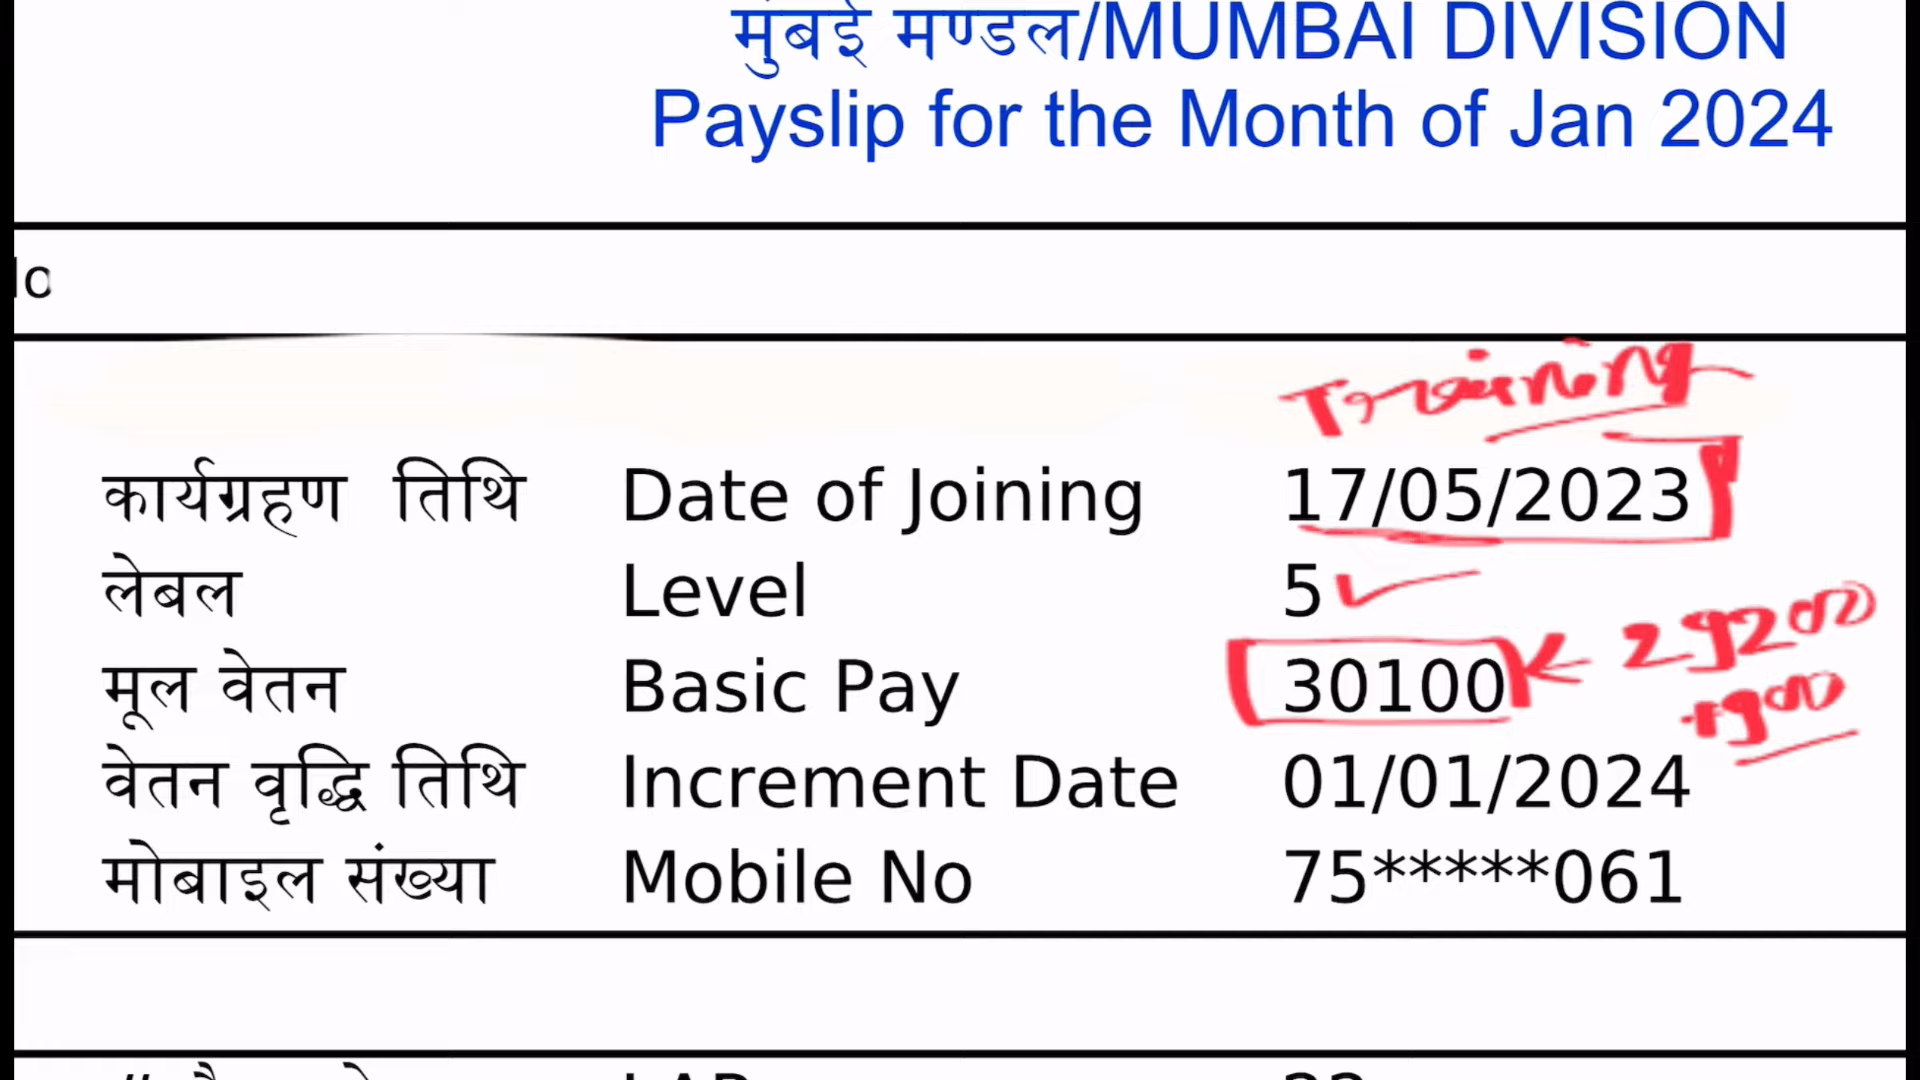 मुंबई मण्डल/MUMBAI DIVISION
Payslip for the Month of Jan 2024
Training
कार्यग्रहण तिथि Date of Joining 17/05/2023
लेबल Level 5
मूल वेतन Basic Pay 30100 29200
+900
वेतन वृद्धि तिथि Increment Date 01/01/2024
मोबाइल संख्या Mobile No 75*****061